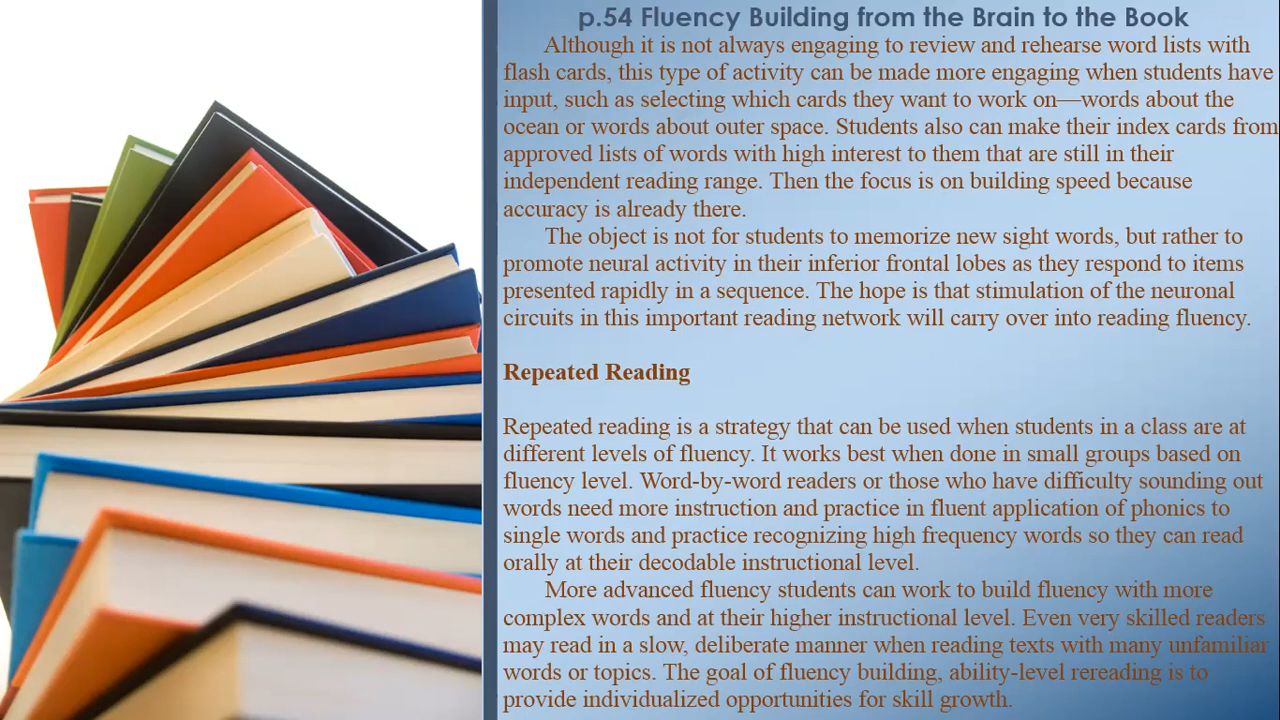 p.54 Fluency Building from the Brain to the Book
Although it is not always engaging to review and rehearse word lists with
flash cards, this type of activity can be made more engaging when students have
input, such as selecting which cards they want to work on—words about the
ocean or words about outer space. Students also can make their index cards from
approved lists of words with high interest to them that are still in their
independent reading range. Then the focus is on building speed because
accuracy is already there.
The object is not for students to memorize new sight words, but rather to
promote neural activity in their inferior frontal lobes as they respond to items
presented rapidly in a sequence. The hope is that stimulation of the neuronal
circuits in this important reading network will carry over into reading fluency.
Repeated Reading
Repeated reading is a strategy that can be used when students in a class are at
different levels of fluency. It works best when done in small groups based on
fluency level. Word-by-word readers or those who have difficulty sounding out
words need more instruction and practice in fluent application of phonics to
single words and practice recognizing high frequency words so they can read
orally at their decodable instructional level.
More advanced fluency students can work to build fluency with more
complex words and at their higher instructional level. Even very skilled readers
may read in a slow, deliberate manner when reading texts with many unfamiliar
words or topics. The goal of fluency building, ability-level rereading is to
provide individualized opportunities for skill growth.